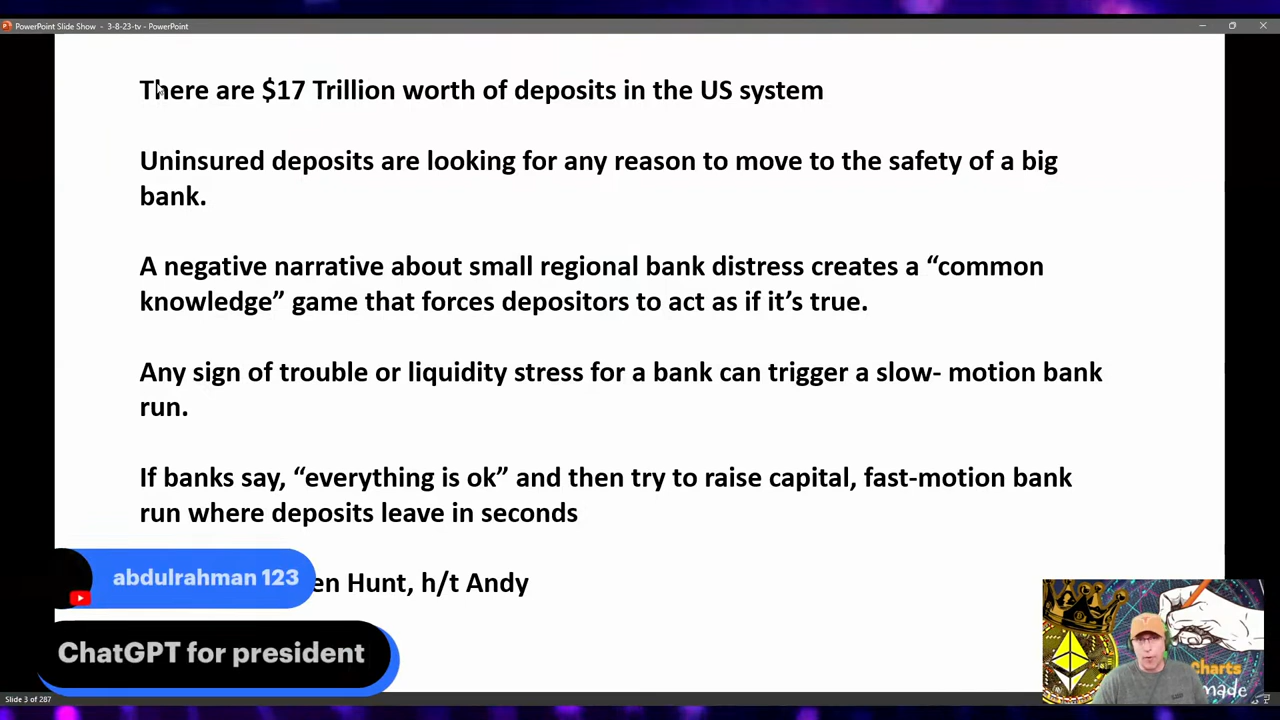 PowerPoint Slide Show - 3-8-23-tv - PowerPoint
There are $17 Trillion worth of deposits in the US system
Uninsured deposits are looking for any reason to move to the safety of a big
bank.
A negative narrative about small regional bank distress creates a “common
knowledge” game that forces depositors to act as if it’s true.
Any sign of trouble or liquidity stress for a bank can trigger a slow- motion bank
run.
If banks say, “everything is ok” and then try to raise capital, fast-motion bank
run where deposits leave in seconds
en Hunt, h/t Andy
abdulrahman 123
ChatGPT for president
Charts
made
Slide 3 of 287